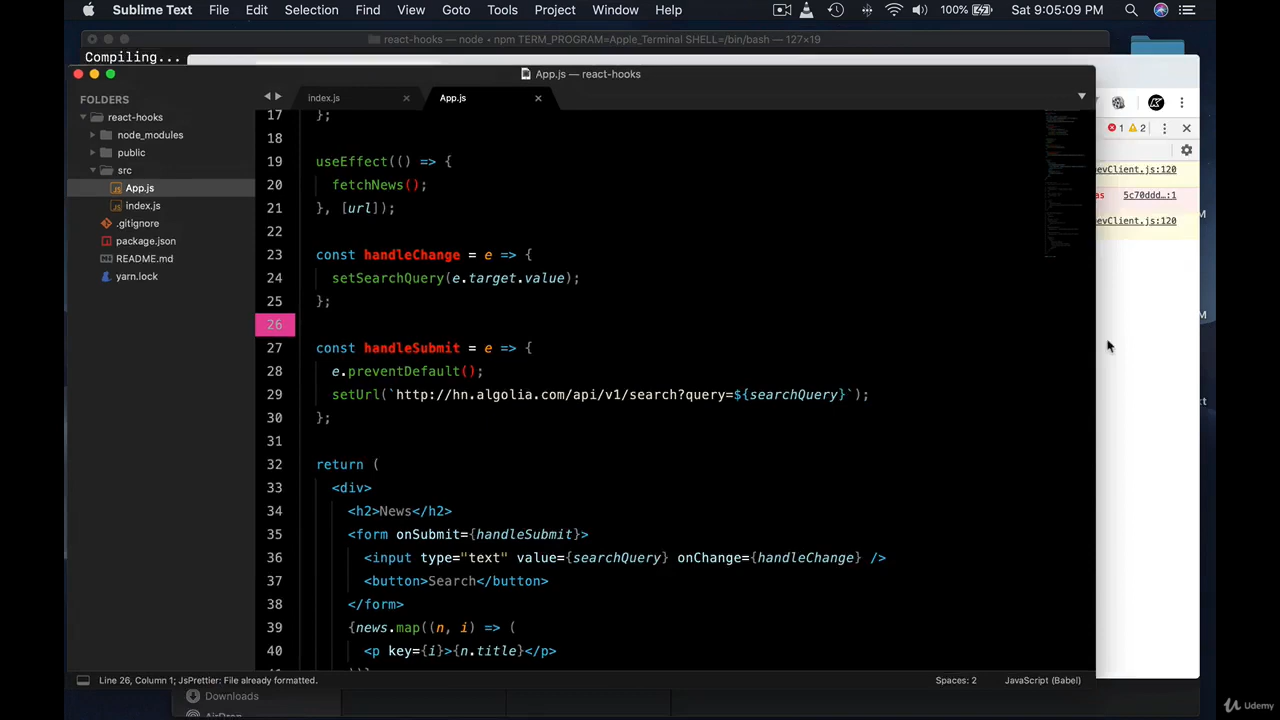 Sublime Text File Edit Selection Find View Goto Tools Project Window Help 100% Sat 9:05:09 PM
react-hooks — node • npm TERM_PROGRAM=Apple_Terminal SHELL=/bin/bash — 127×19
Compiling...
App.js — react-hooks
FOLDERS
react-hooks
node_modules
public
src
App.js
index.js
.gitignore
package.json
README.md
yarn.lock
index.js
App.js
17 };
18
19 useEffect(() => {
20 fetchNews();
21 }, [url]);
22
23 const handleChange = e => {
24 setSearchQuery(e.target.value);
25 };
26
27 const handleSubmit = e => {
28 e.preventDefault();
29 setUrl(`http://hn.algolia.com/api/v1/search?query=${searchQuery}`);
30 };
31
32 return (
33 <div>
34 <h2>News</h2>
35 <form onSubmit={handleSubmit}>
36 <input type="text" value={searchQuery} onChange={handleChange} />
37 <button>Search</button>
38 </form>
39 {news.map((n, i) => (
40 <p key={i}>{n.title}</p>
1 2
evClient.js:120
as 5c70ddd…:1
evClient.js:120
Line 26, Column 1; JsPrettier: File already formatted. Spaces: 2 JavaScript (Babel)
Downloads
Udemy